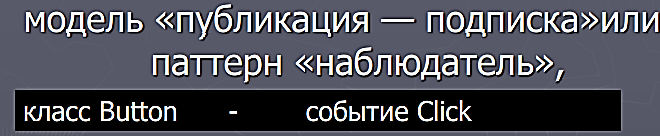 модель «публикация — подписка»или
паттерн «наблюдатель»,
класс Button - событие Click